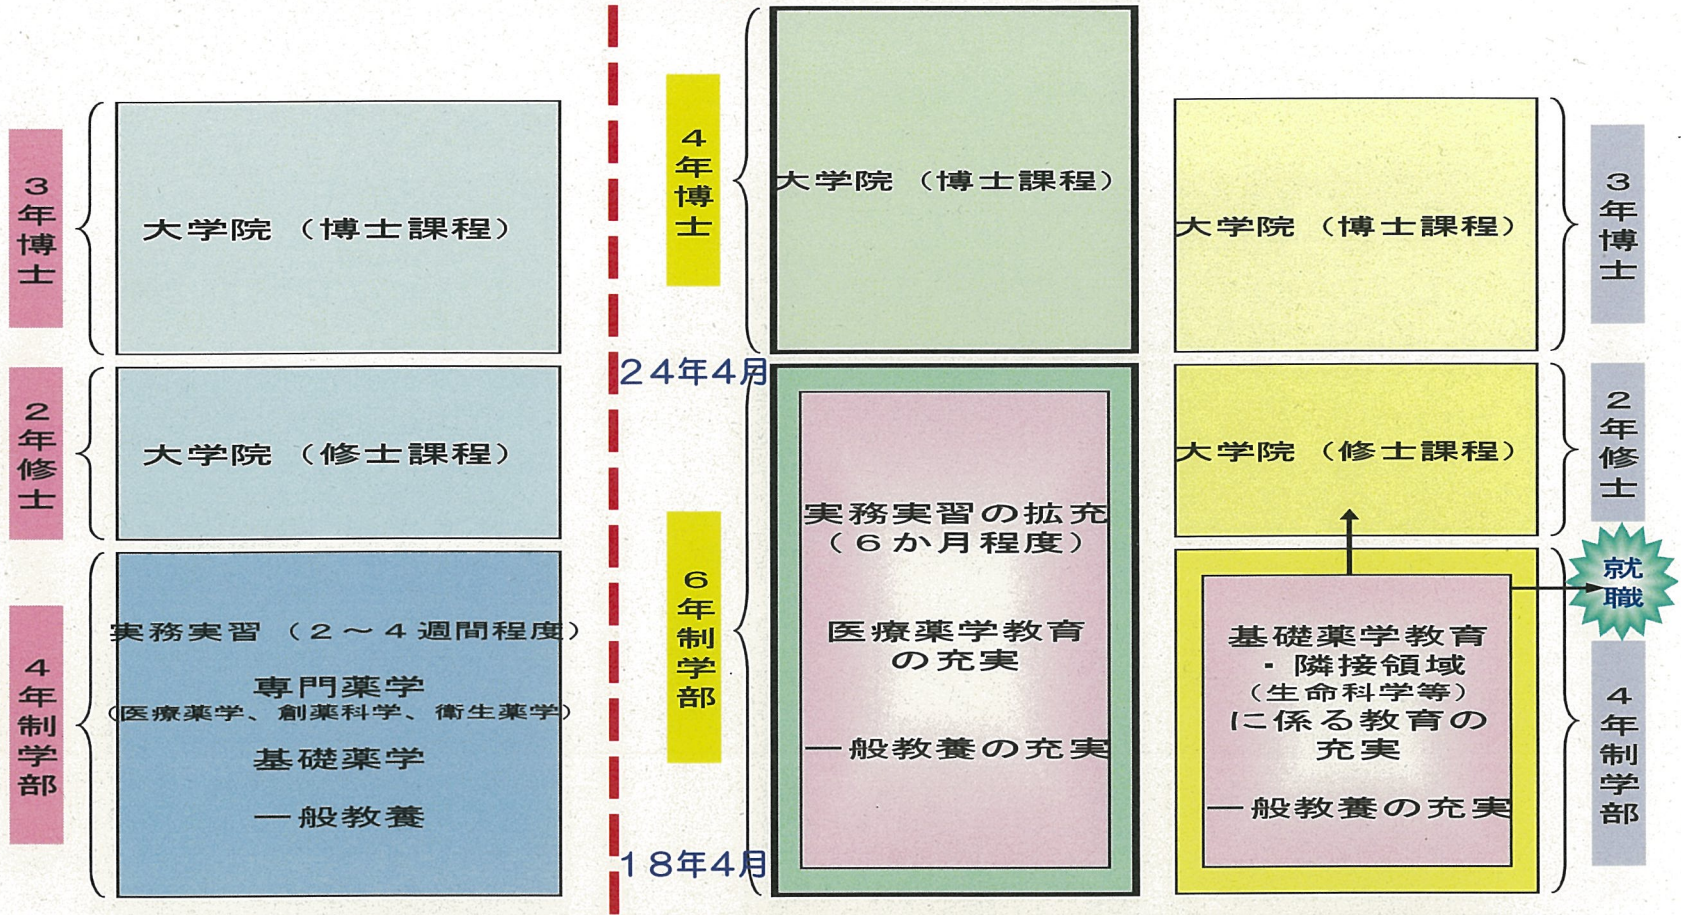 3年博士
大学院（博士課程）
2年修士
大学院（修士課程）
4年制学部
実務実習（２～４週間程度）
専門薬学
（医療薬学、創薬科学、衛生薬学）
基礎薬学
一般教養
4年博士
大学院（博士課程）
24年4月
6年制学部
実務実習の拡充
（６か月程度）
医療薬学教育
の充実
一般教養の充実
18年4月
大学院（博士課程）
3年博士
大学院（修士課程）
2年修士
就
職
基礎薬学教育
・隣接領域
（生命科学等）
に係る教育の
充実
一般教養の充実
4年制学部